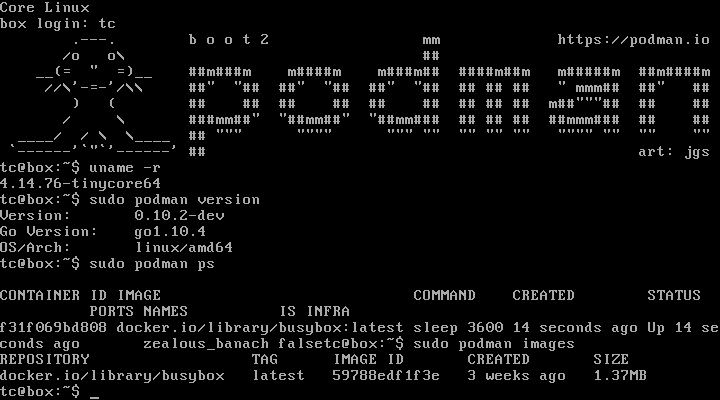 Core Linux
box login: tc
b o o t 2                    mm                https://podman.io
podman
art: jgs
tc@box:~$ uname -r
4.14.76-tinycore64
tc@box:~$ sudo podman version
Version:       0.10.2-dev
Go Version:    go1.10.4
OS/Arch:       linux/amd64
tc@box:~$ sudo podman ps
CONTAINER ID IMAGE                            COMMAND    CREATED        STATUS
PORTS NAMES           IS INFRA
f31f069bd808 docker.io/library/busybox:latest sleep 3600 14 seconds ago Up 14 se
conds ago       zealous_banach falsetc@box:~$ sudo podman images
REPOSITORY                  TAG      IMAGE ID       CREATED       SIZE
docker.io/library/busybox   latest   59788edf1f3e   3 weeks ago   1.37MB
tc@box:~$ _